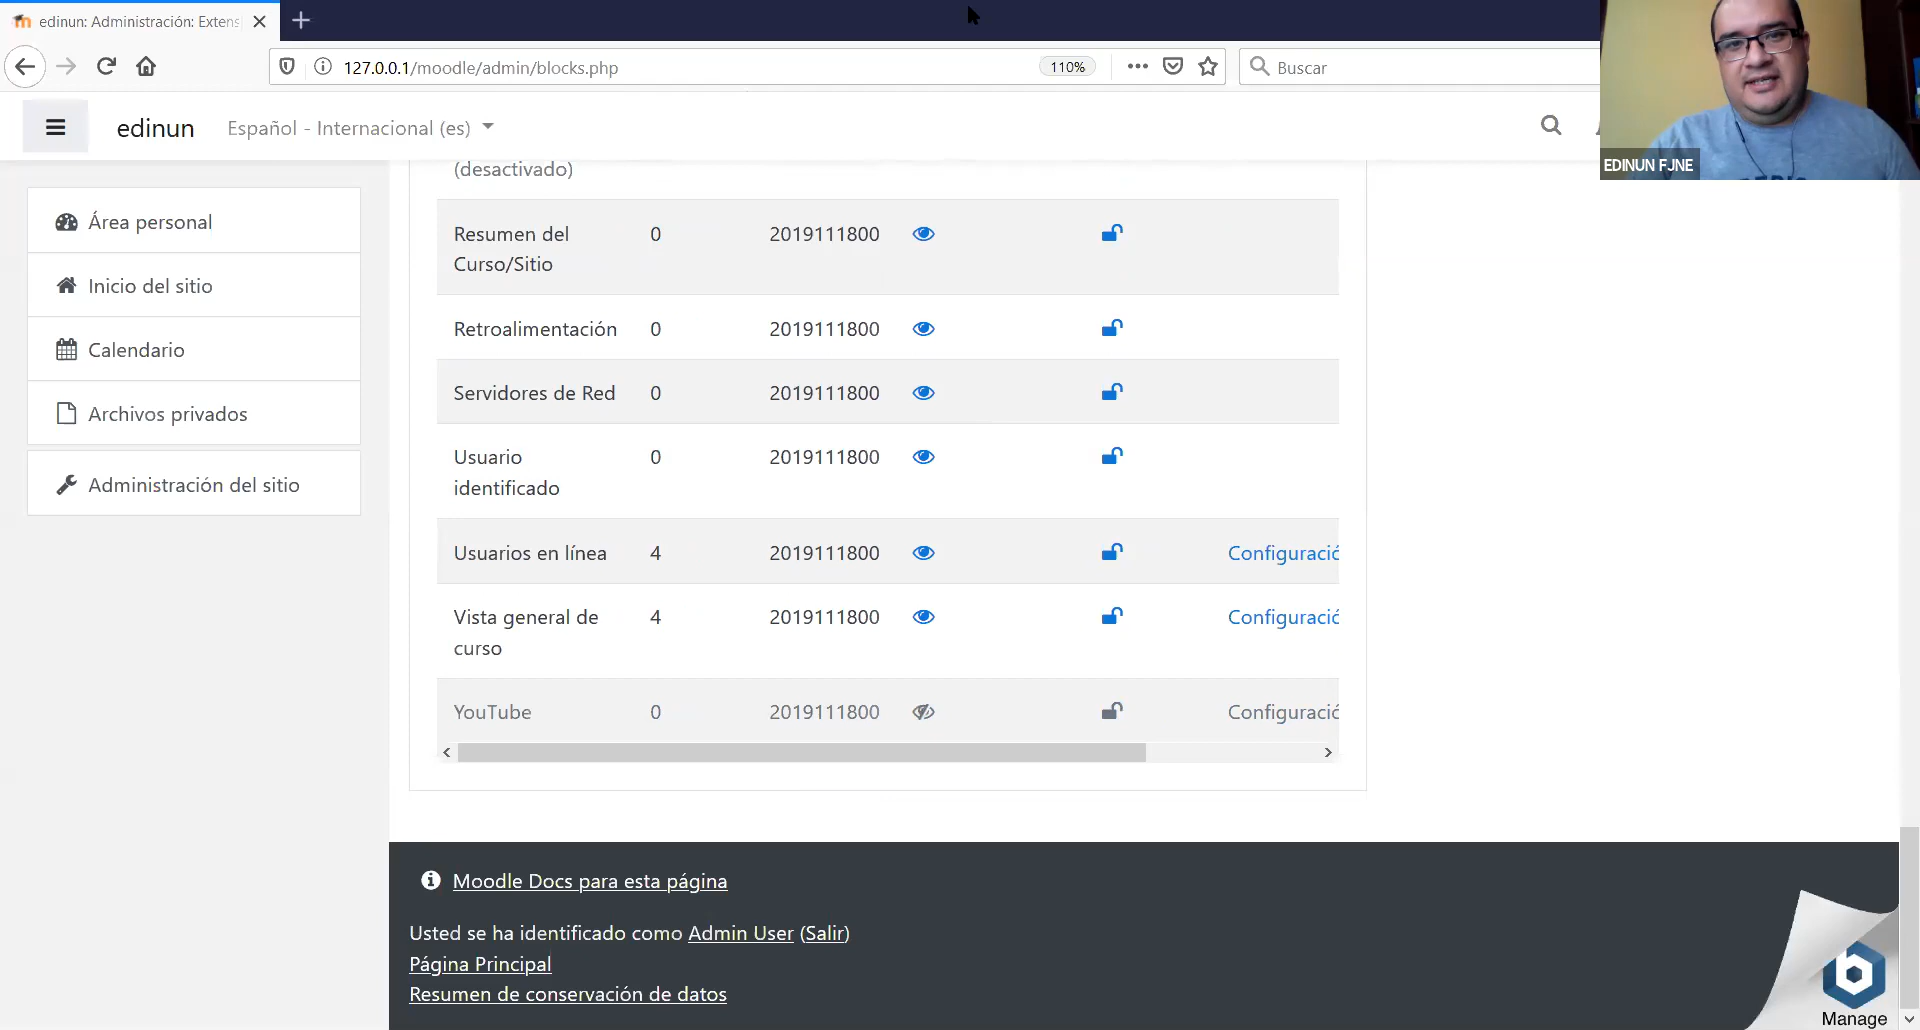 edinun: Administración: Extens
127.0.0.1/moodle/admin/blocks.php
110%
Buscar
edinun
Español - Internacional (es)
EDINUN FJNE
Área personal
Inicio del sitio
Calendario
Archivos privados
Administración del sitio
(desactivado)
Resumen del 0 2019111800
Curso/Sitio
Retroalimentación 0 2019111800
Servidores de Red 0 2019111800
Usuario 0 2019111800
identificado
Usuarios en línea 4 2019111800 Configuració
Vista general de 4 2019111800 Configuració
curso
YouTube 0 2019111800 Configuració
Moodle Docs para esta página
Usted se ha identificado como Admin User (Salir)
Página Principal
Resumen de conservación de datos
Manage